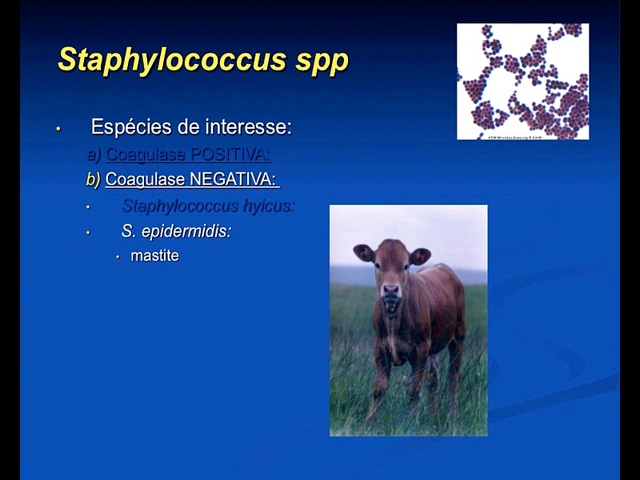 Staphylococcus spp
• Espécies de interesse:
a) Coagulase POSITIVA:
b) Coagulase NEGATIVA:
• Staphylococcus hyicus:
• S. epidermidis:
• mastite